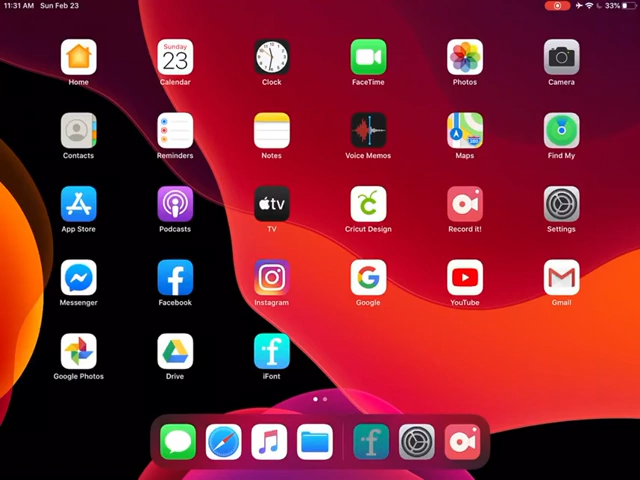 11:31 AM Sun Feb 23 33%
Sunday
23
Home Calendar Clock FaceTime Photos Camera
280
Contacts Reminders Notes Voice Memos Maps Find My
tv
App Store Podcasts TV Cricut Design Record it! Settings
Messenger Facebook Instagram Google YouTube Gmail
Google Photos Drive iFont